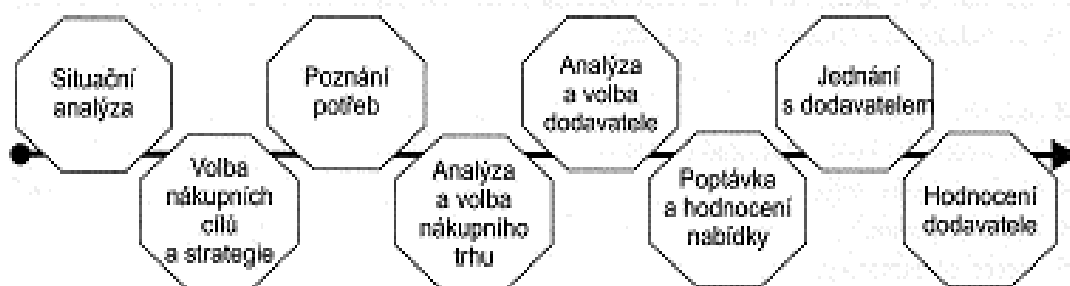 Situační
analýza
Volba
nákupních
cílů
a strategie
Poznání
potřeb
Analýza
a volba
nákupního
trhu
Analýza
a volba
dodavatele
Poptávka
a hodnocení
nabídky
Jednání
s dodavatelem
Hodnocení
dodavatele